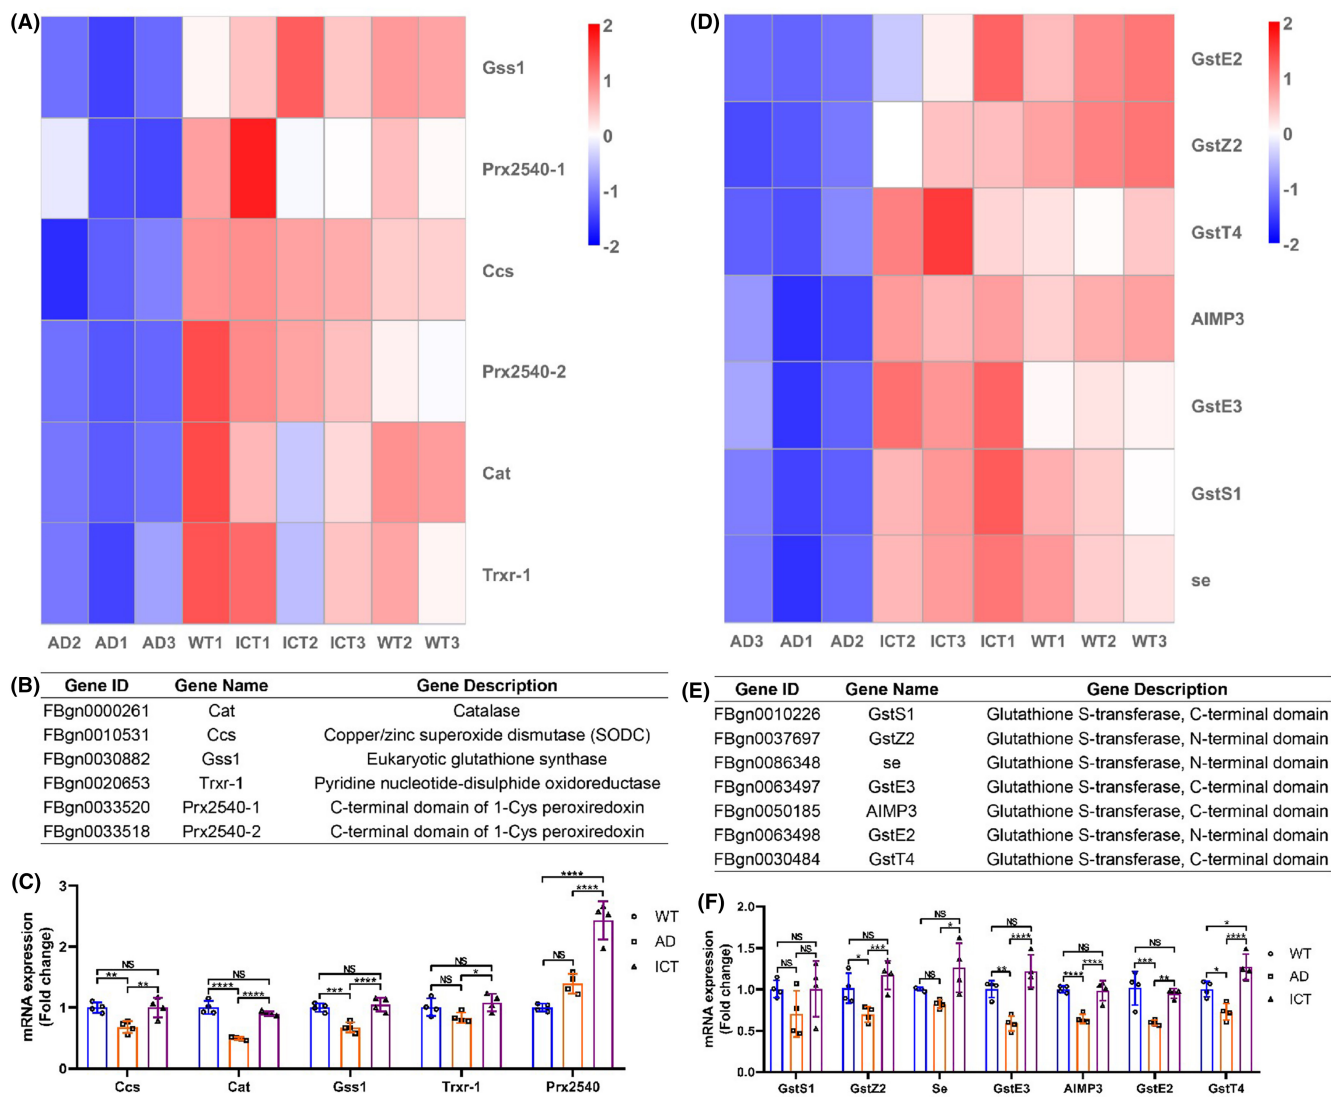 (A)
2
1
0
-1
-2
Gss1
Prx2540-1
Ccs
Prx2540-2
Cat
Trxr-1
AD2 AD1 AD3 WT1 ICT1 ICT2 ICT3 WT2 WT3
(B)
Gene ID Gene Name Gene Description
FBgn0000261 Cat Catalase
FBgn0010531 Ccs Copper/zinc superoxide dismutase (SODC)
FBgn0030882 Gss1 Eukaryotic glutathione synthase
FBgn0020653 Trxr-1 Pyridine nucleotide-disulphide oxidoreductase
FBgn0033520 Prx2540-1 C-terminal domain of 1-Cys peroxiredoxin
FBgn0033518 Prx2540-2 C-terminal domain of 1-Cys peroxiredoxin
(C)
mRNA expression
(Fold change)
3
2
1
0
NS
** **
NS
**** ****
NS
*** ****
NS
NS *
****
NS ****
WT
AD
ICT
Ccs Cat Gss1 Trxr-1 Prx2540
(D)
2
1
0
-1
-2
GstE2
GstZ2
GstT4
AIMP3
GstE3
GstS1
se
AD3 AD1 AD2 ICT2 ICT3 ICT1 WT1 WT2 WT3
(E)
Gene ID Gene Name Gene Description
FBgn0010226 GstS1 Glutathione S-transferase, C-terminal domain
FBgn0037697 GstZ2 Glutathione S-transferase, N-terminal domain
FBgn0086348 se Glutathione S-transferase, N-terminal domain
FBgn0063497 GstE3 Glutathione S-transferase, C-terminal domain
FBgn0050185 AIMP3 Glutathione S-transferase, C-terminal domain
FBgn0063498 GstE2 Glutathione S-transferase, N-terminal domain
FBgn0030484 GstT4 Glutathione S-transferase, C-terminal domain
(F)
mRNA expression
(Fold change)
2.0
1.5
1.0
0.5
0.0
NS
NS NS
NS
* ***
NS
NS *
NS
** ****
NS
**** ****
NS
*** **
*
* ****
WT
AD
ICT
GstS1 GstZ2 Se GstE3 AIMP3 GstE2 GstT4